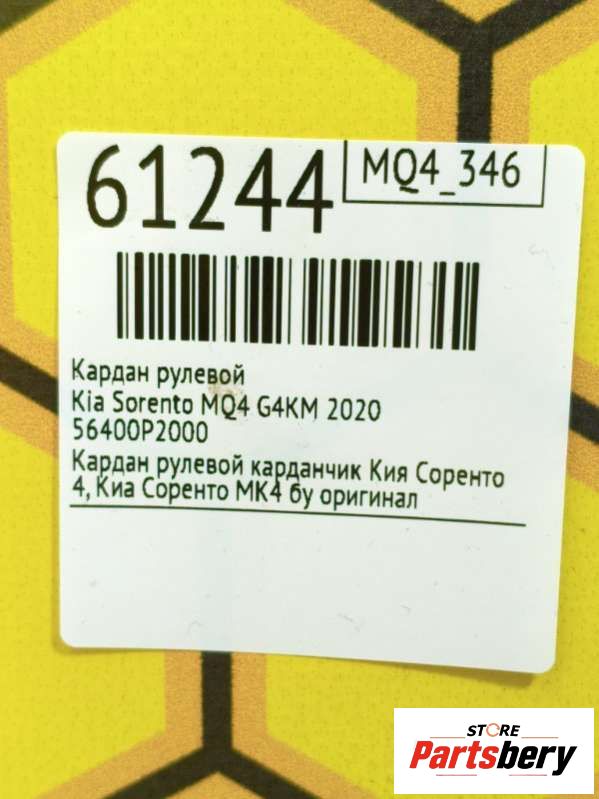 61244
MQ4_346
Кардан рулевой
Kia Sorento MQ4 G4KM 2020
56400P2000
Кардан рулевой карданчик Кия Соренто
4, Киа Соренто МК4 бу оригинал
STORE
Partsbery